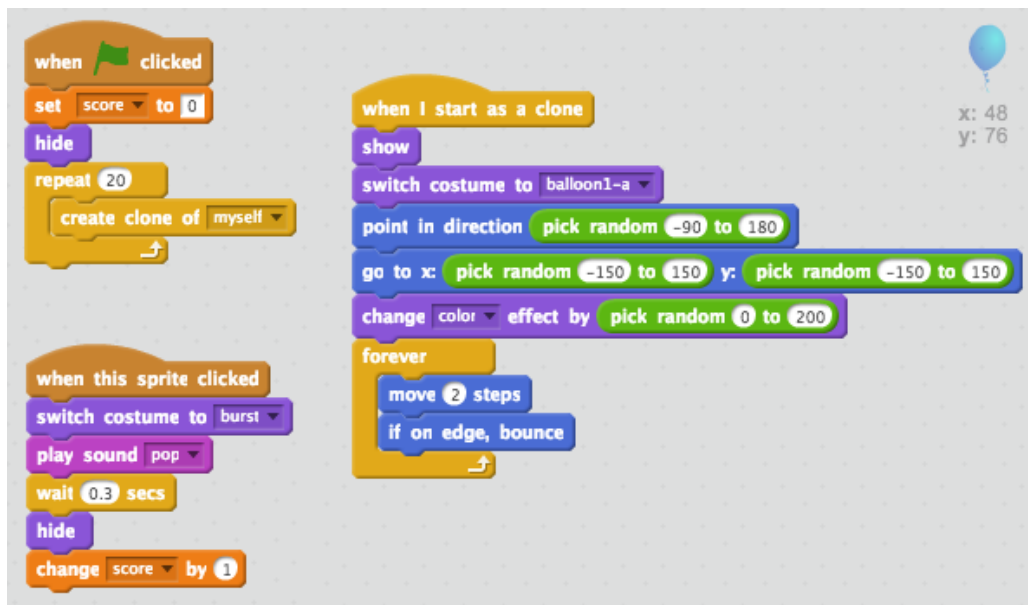 when clicked
set score to 0
hide
repeat 20
create clone of myself
when this sprite clicked
switch costume to burst
play sound pop
wait 0.3 secs
hide
change score by 1
when I start as a clone
show
switch costume to balloon1-a
point in direction pick random -90 to 180
go to x: pick random -150 to 150 y: pick random -150 to 150
change color effect by pick random 0 to 200
forever
move 2 steps
if on edge, bounce
x: 48
y: 76